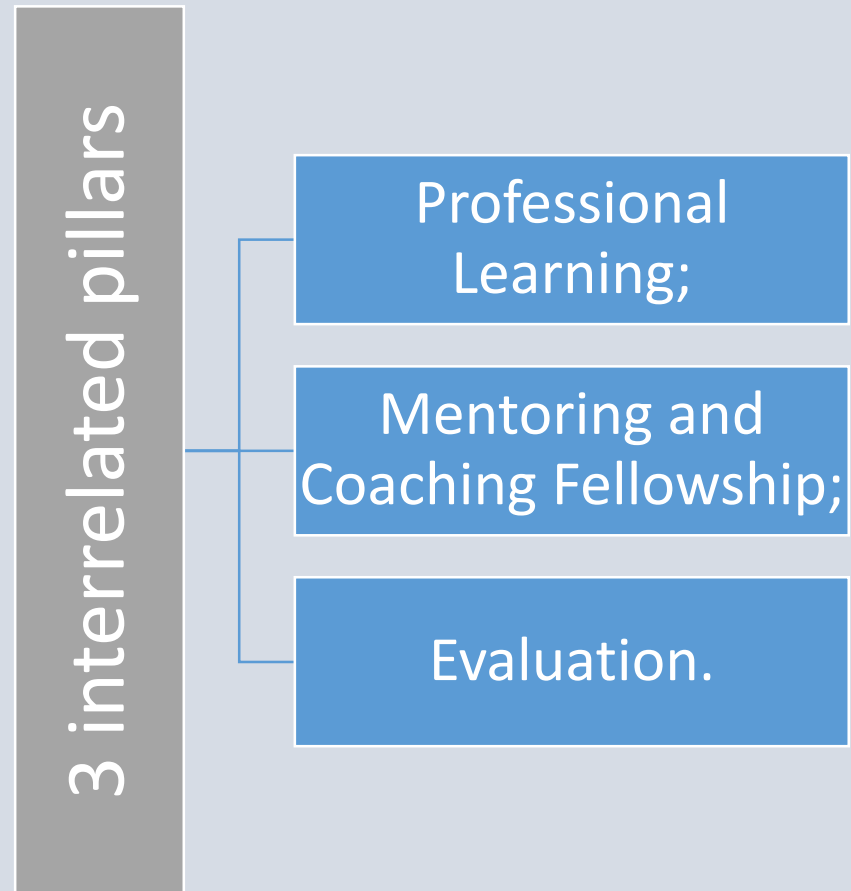 3 interrelated pillars
Professional
Learning;
Mentoring and
Coaching Fellowship;
Evaluation.